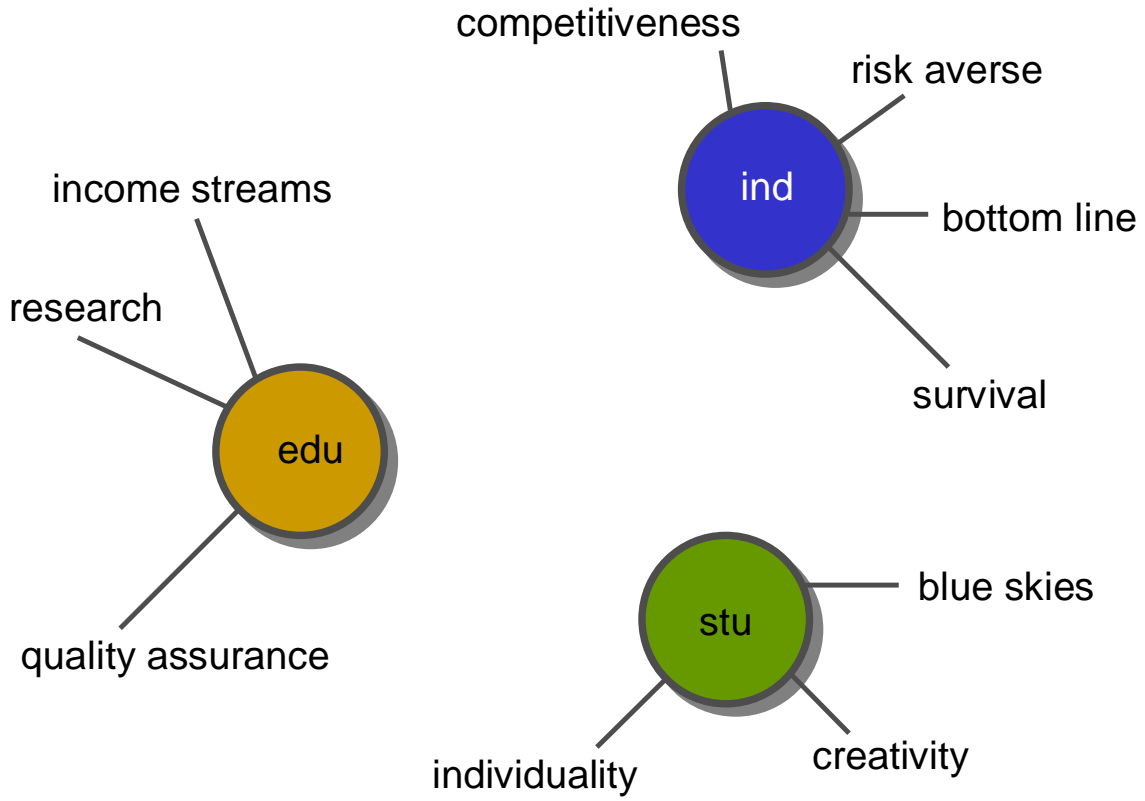 competitiveness
risk averse
ind
income streams
bottom line
research
survival
edu
blue skies
stu
quality assurance
creativity
individuality